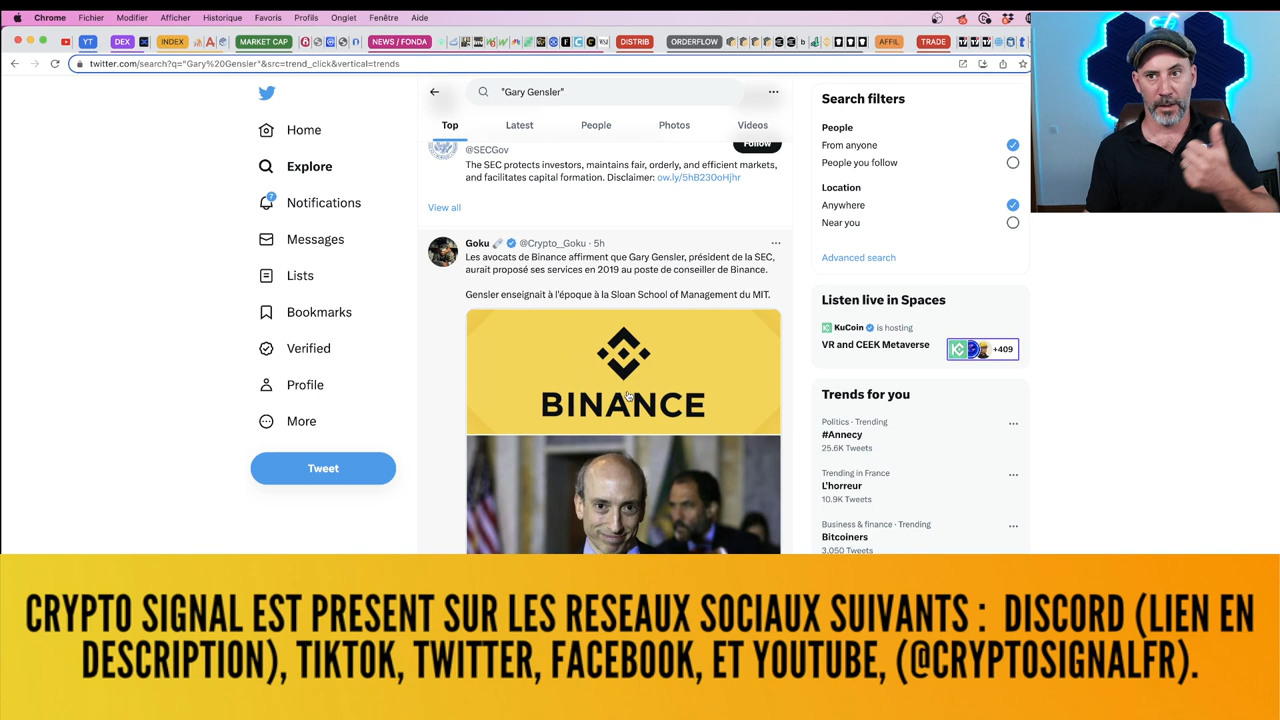 Chrome Fichier Modifier Afficher Historique Favoris Profils Onglet Fenêtre Aide
YT DEX INDEX MARKET CAP NEWS / FONDA DISTRIB ORDERFLOW AFFIL TRADE
twitter.com/search?q="Gary%20Gensler"&src=trend_click&vertical=trends
"Gary Gensler"
Top Latest People Photos Videos
Home
Explore
7
Notifications
Messages
Lists
Bookmarks
Verified
Profile
More
Tweet
@SECGov
Follow
The SEC protects investors, maintains fair, orderly, and efficient markets,
and facilitates capital formation. Disclaimer: ow.ly/5hB230oHjhr
View all
Goku @Crypto_Goku · 5h
Les avocats de Binance affirment que Gary Gensler, président de la SEC,
aurait proposé ses services en 2019 au poste de conseiller de Binance.
Gensler enseignait à l'époque à la Sloan School of Management du MIT.
BINANCE
Search filters
People
From anyone
People you follow
Location
Anywhere
Near you
Advanced search
Listen live in Spaces
KuCoin is hosting
VR and CEEK Metaverse
+409
Trends for you
Politics · Trending
#Annecy
25.6K Tweets
Trending in France
L'horreur
10.9K Tweets
Business & finance · Trending
Bitcoiners
3,050 Tweets
CRYPTO SIGNAL EST PRESENT SUR LES RESEAUX SOCIAUX SUIVANTS : DISCORD (LIEN EN
DESCRIPTION), TIKTOK, TWITTER, FACEBOOK, ET YOUTUBE, (@CRYPTOSIGNALFR).